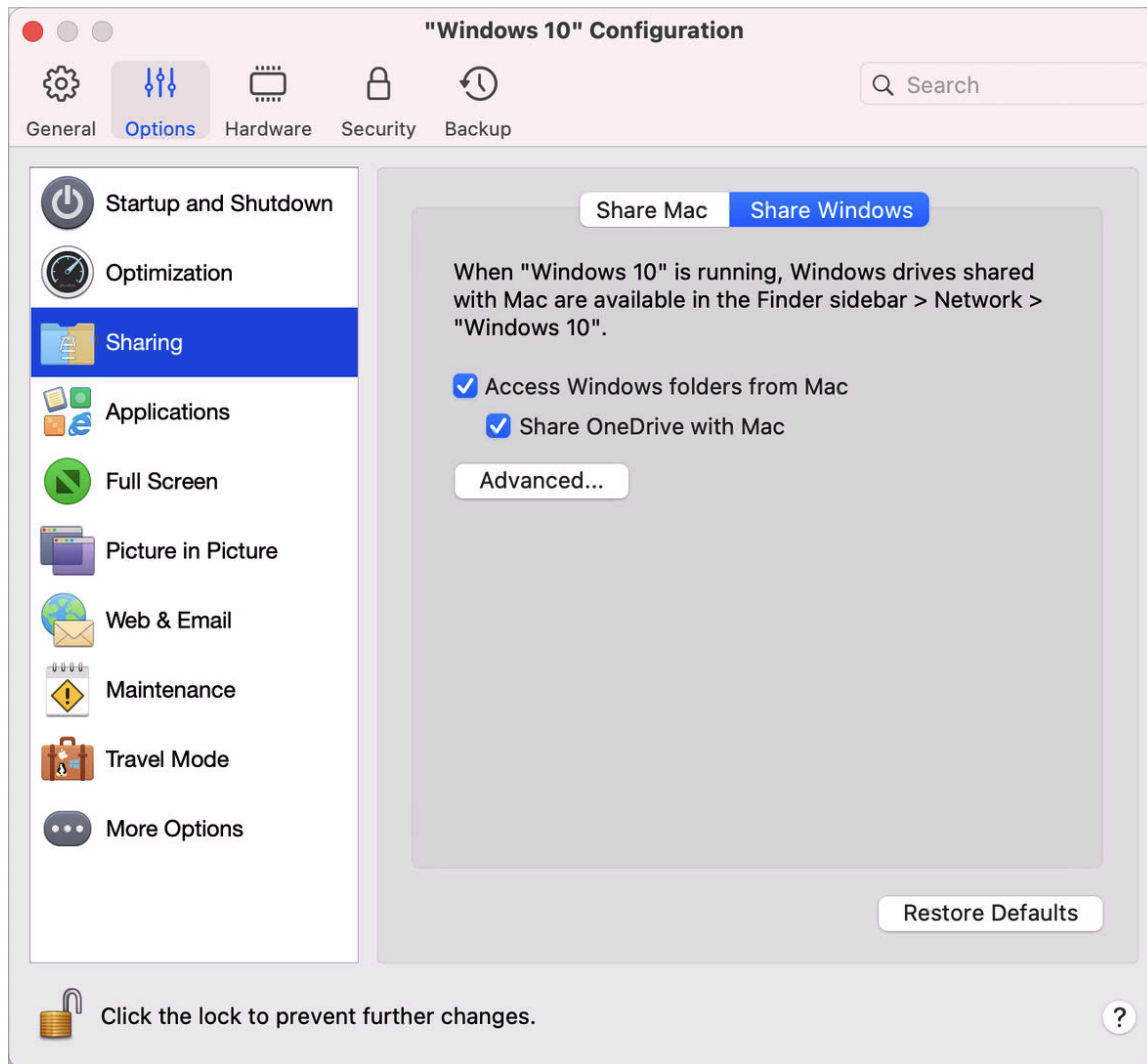 "Windows 10" Configuration
General
Options
Hardware
Security
Backup
Search
Startup and Shutdown
Optimization
Sharing
Applications
Full Screen
Picture in Picture
Web & Email
Maintenance
Travel Mode
More Options
Share Mac
Share Windows
When "Windows 10" is running, Windows drives shared
with Mac are available in the Finder sidebar > Network >
"Windows 10".
Access Windows folders from Mac
Share OneDrive with Mac
Advanced...
Restore Defaults
Click the lock to prevent further changes.
?